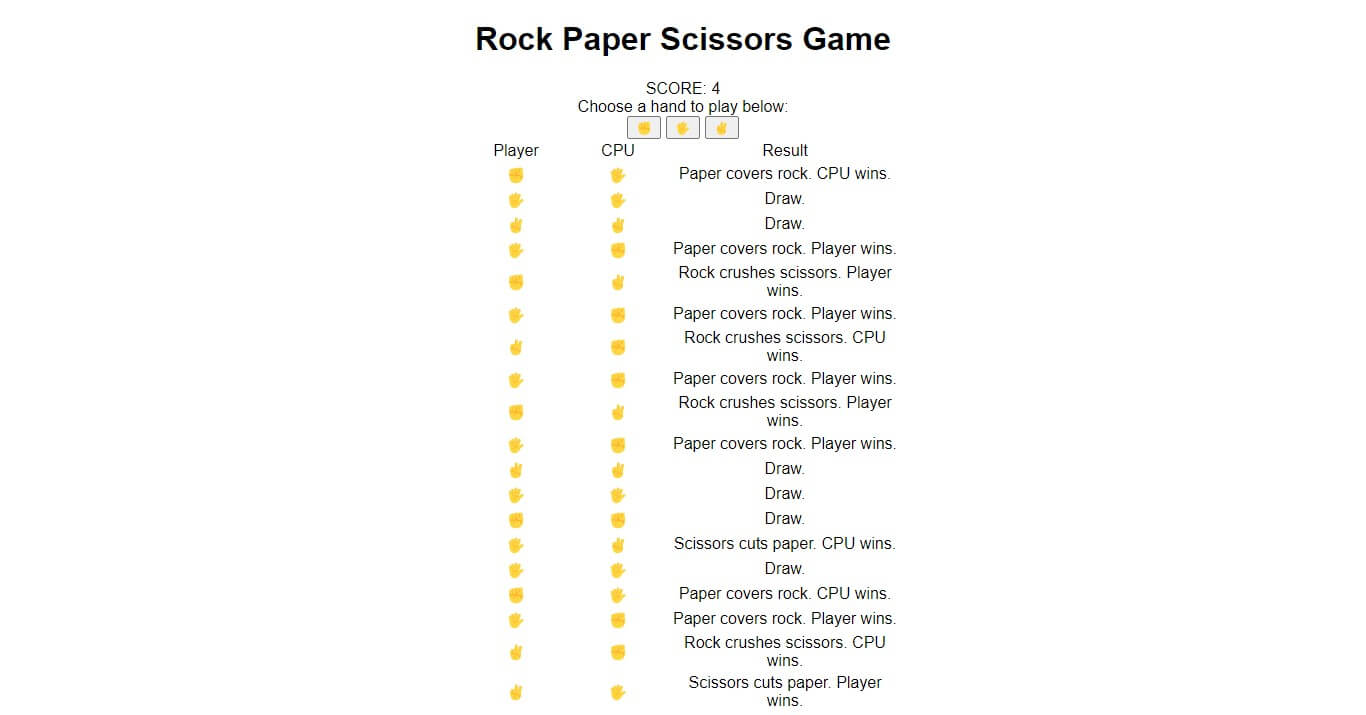 Rock Paper Scissors Game
SCORE: 4
Choose a hand to play below:
Player CPU Result
Paper covers rock. CPU wins.
Draw.
Draw.
Paper covers rock. Player wins.
Rock crushes scissors. Player
wins.
Paper covers rock. Player wins.
Rock crushes scissors. CPU
wins.
Paper covers rock. Player wins.
Rock crushes scissors. Player
wins.
Paper covers rock. Player wins.
Draw.
Draw.
Draw.
Scissors cuts paper. CPU wins.
Draw.
Paper covers rock. CPU wins.
Paper covers rock. Player wins.
Rock crushes scissors. CPU
wins.
Scissors cuts paper. Player
wins.